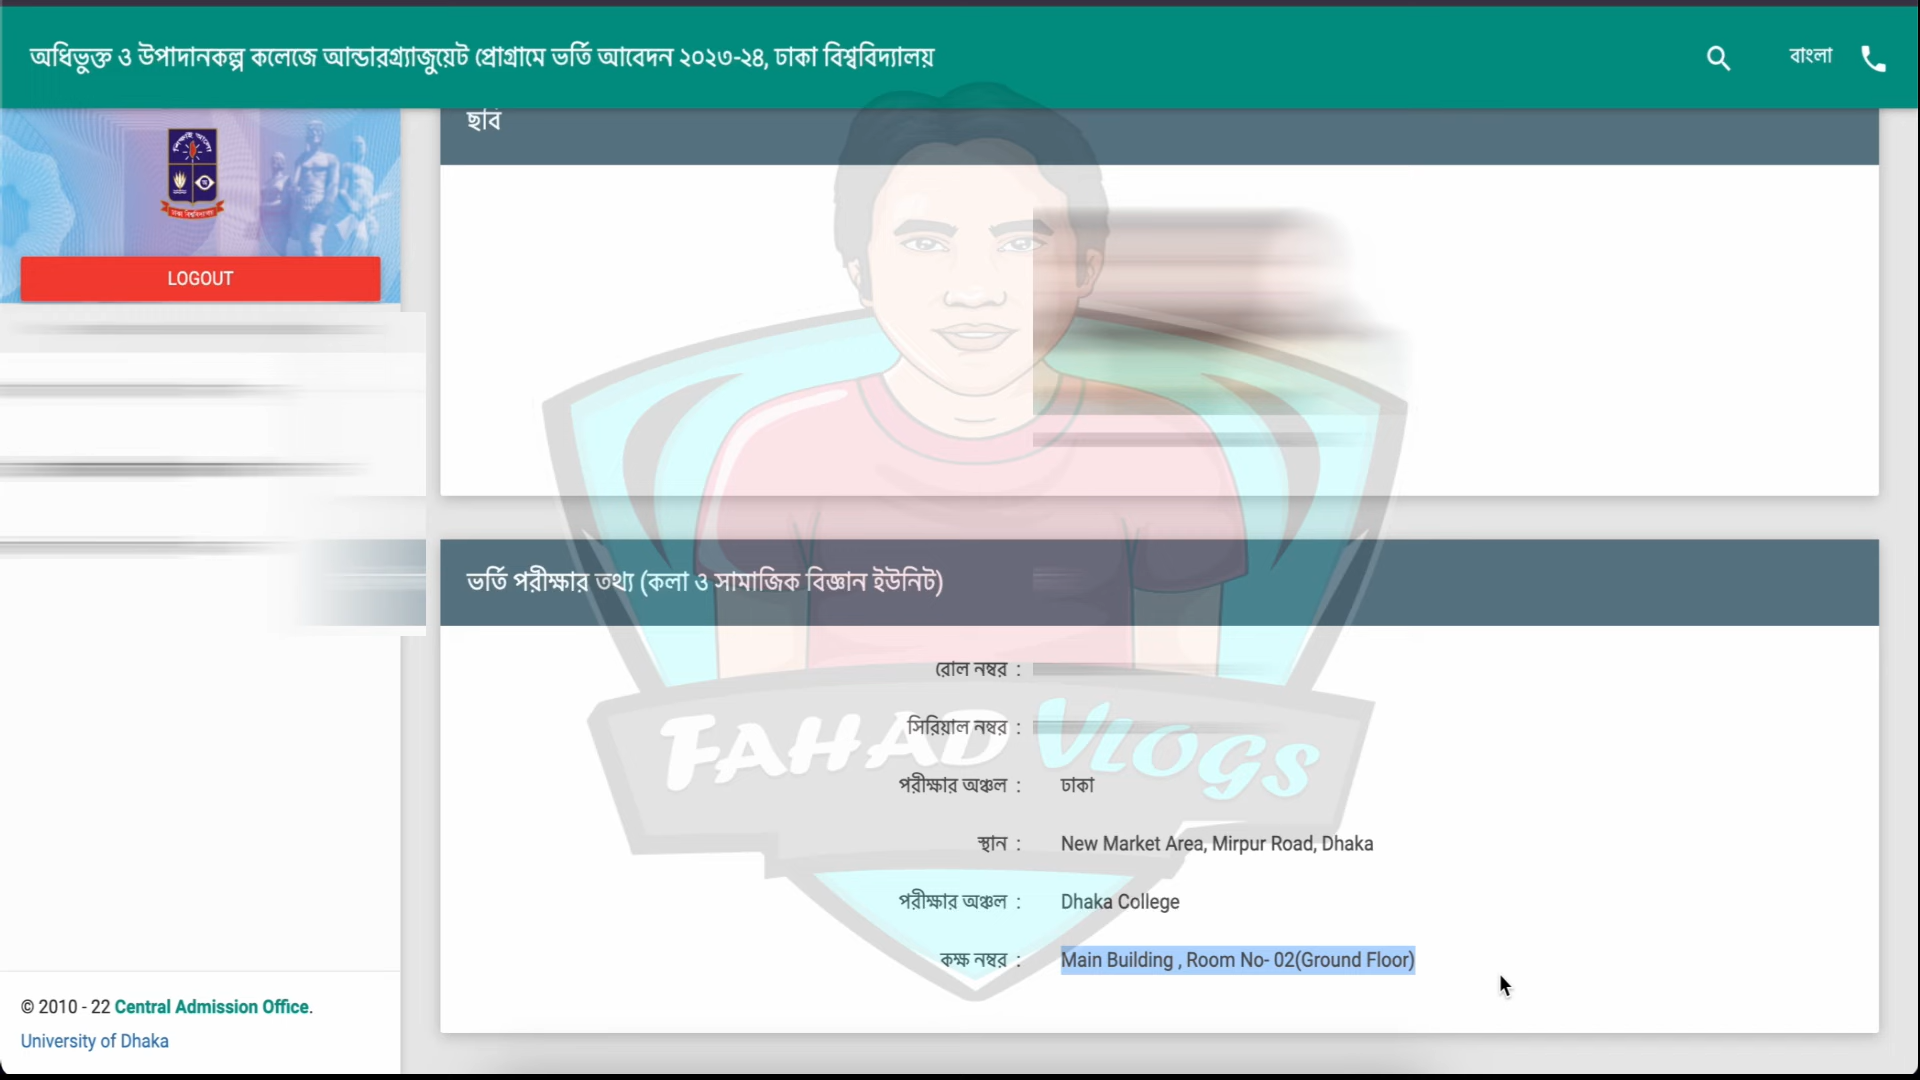 অধিভুক্ত ও উপাদানকল্প কলেজে আন্ডারগ্র্যাজুয়েট প্রোগ্রামে ভর্তি আবেদন ২০২৩-২৪, ঢাকা বিশ্ববিদ্যালয়
বাংলা
ছবি
LOGOUT
ভর্তি পরীক্ষার তথ্য (কলা ও সামাজিক বিজ্ঞান ইউনিট)
রোল নম্বর :
সিরিয়াল নম্বর :
FAHAD VLOGS
পরীক্ষার অঞ্চল : ঢাকা
স্থান : New Market Area, Mirpur Road, Dhaka
পরীক্ষার অঞ্চল : Dhaka College
কক্ষ নম্বর : Main Building , Room No- 02(Ground Floor)
© 2010 - 22 Central Admission Office.
University of Dhaka